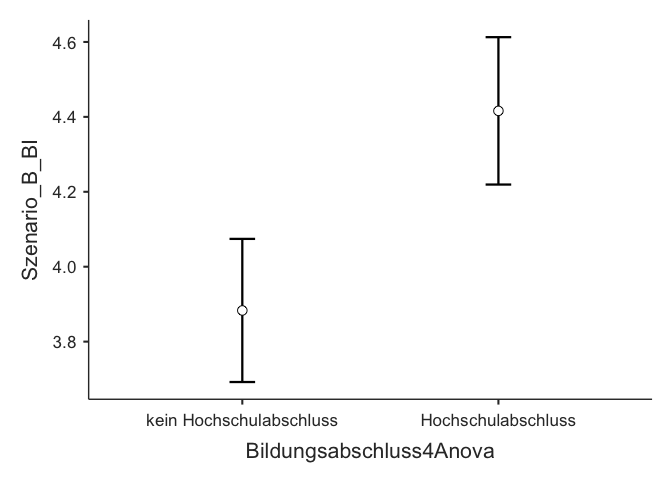 4.6
4.4
4.2
4.0
3.8
Szenario_B_BI
kein Hochschulabschluss
Hochschulabschluss
Bildungsabschluss4Anova